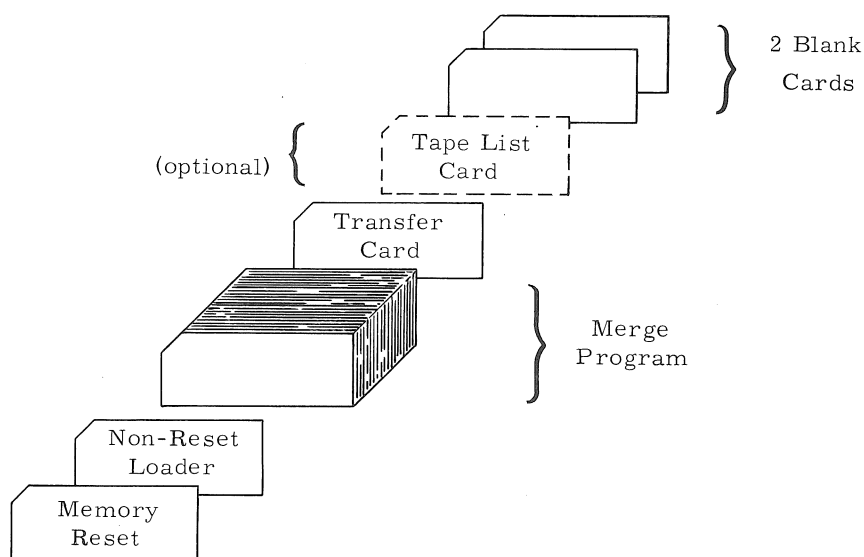 2 Blank
Cards
Tape List
Card
(optional)
Transfer
Card
Merge
Program
Non-Reset
Loader
Memory
Reset